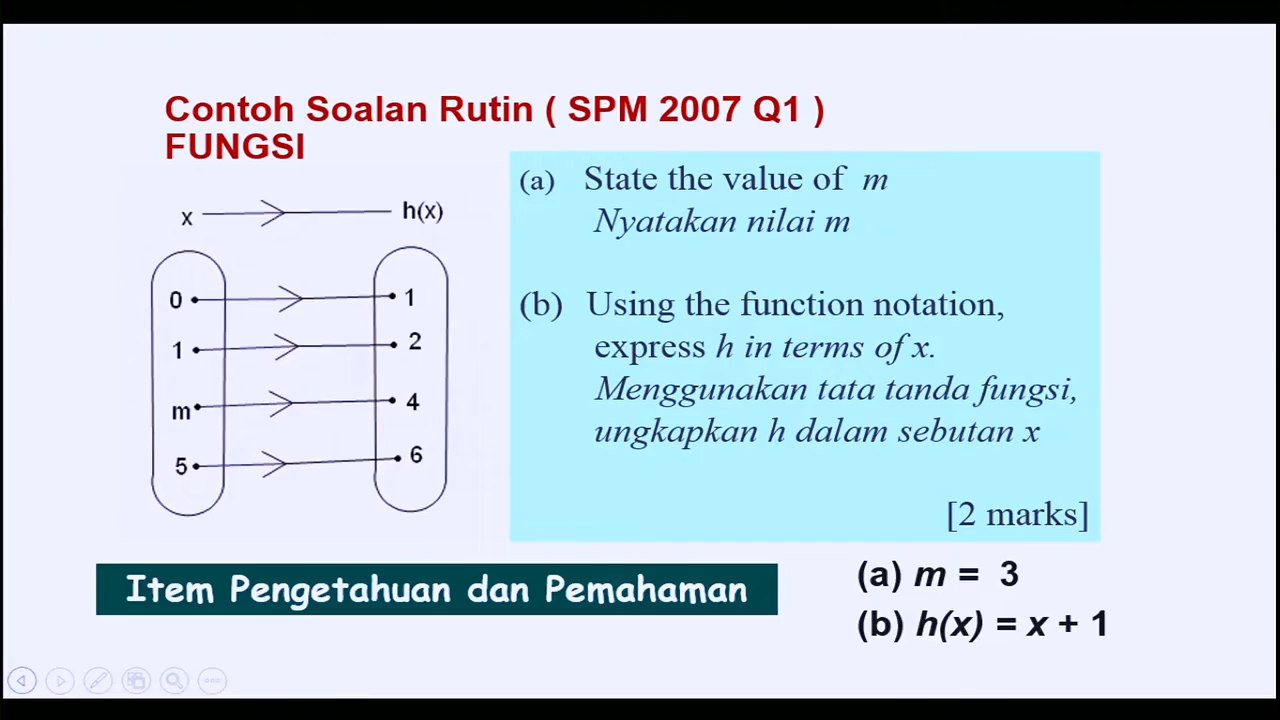 Contoh Soalan Rutin ( SPM 2007 Q1 )
FUNGSI
x h(x)
0 1
1 2
m 4
5 6
(a) State the value of m
Nyatakan nilai m
(b) Using the function notation,
express h in terms of x.
Menggunakan tata tanda fungsi,
ungkapkan h dalam sebutan x
[2 marks]
Item Pengetahuan dan Pemahaman
(a) m = 3
(b) h(x) = x + 1